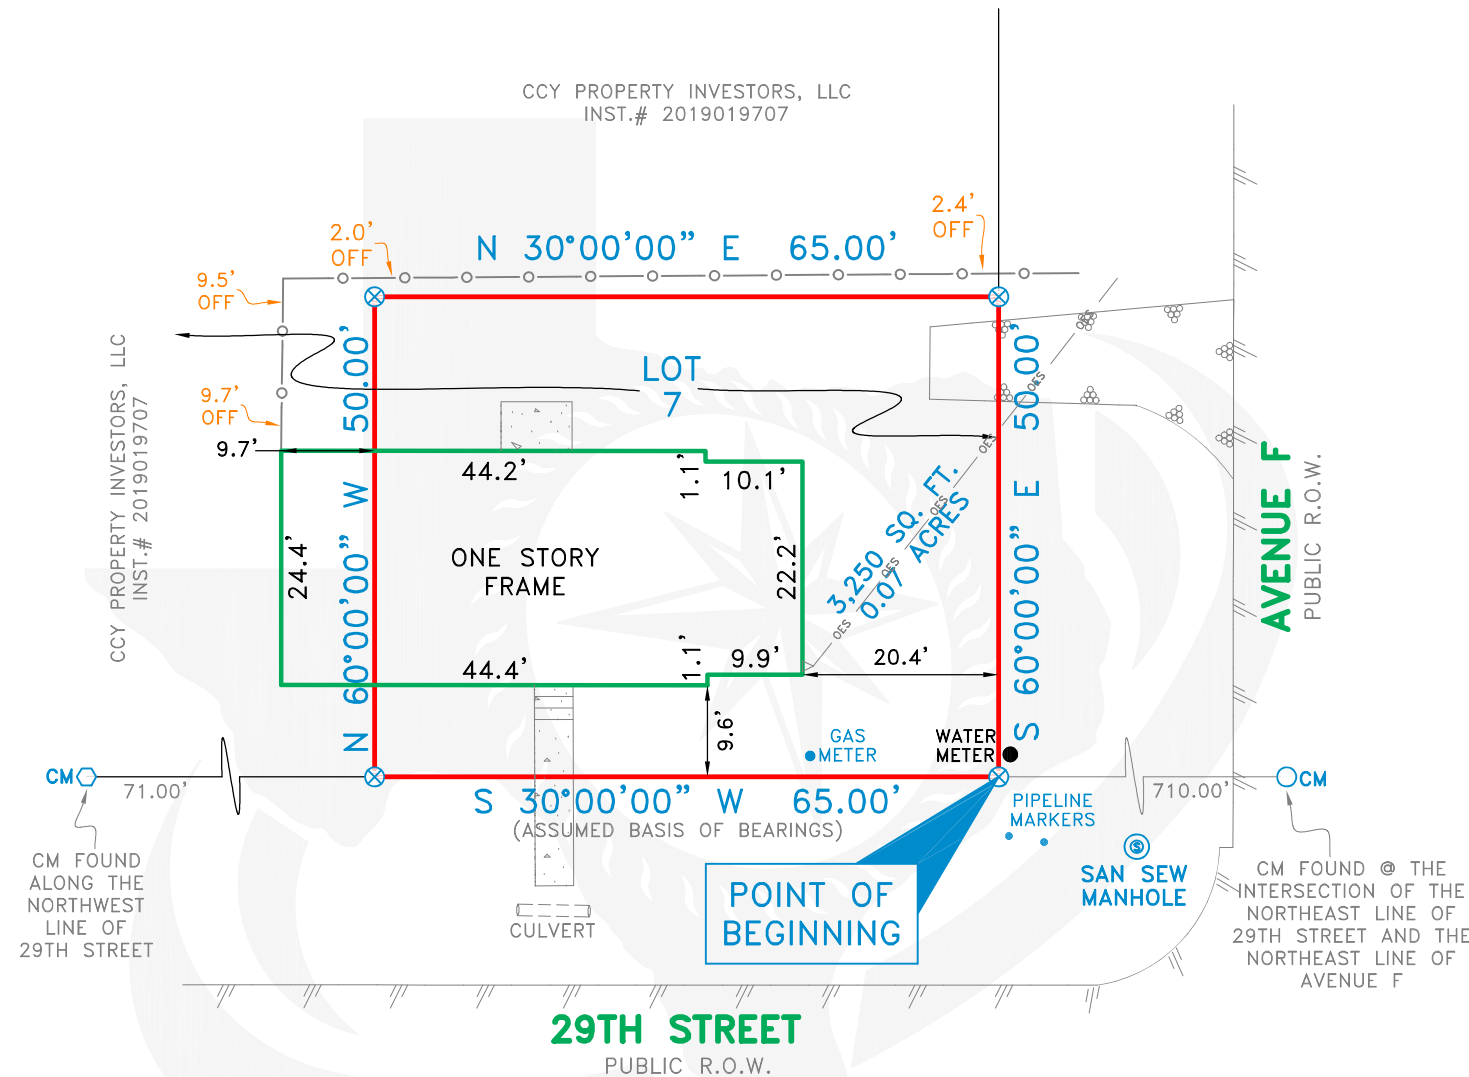 CCY PROPERTY INVESTORS, LLC
INST.# 2019019707
2.0'
OFF
N 30°00'00" E 65.00'
2.4'
OFF
9.5'
OFF
9.7'
OFF
9.7'
CCY PROPERTY INVESTORS, LLC
INST.# 2019019707
N 60°00'00" W 50.00'
LOT
7
S 60°00'00" E 50.00'
OES
OES
OES
OES
OES
OES
44.2'
1.1'
10.1'
24.4'
ONE STORY
FRAME
22.2'
3,250 SQ. FT.
0.07 ACRES
AVENUE F
PUBLIC R.O.W.
44.4'
1.1'
9.9'
20.4'
9.6'
GAS
METER
WATER
METER
CM
71.00'
S 30°00'00" W 65.00'
(ASSUMED BASIS OF BEARINGS)
710.00'
CM
PIPELINE
MARKERS
S
SAN SEW
MANHOLE
CM FOUND
ALONG THE
NORTHWEST
LINE OF
29TH STREET
CULVERT
POINT OF
BEGINNING
CM FOUND @ THE
INTERSECTION OF THE
NORTHEAST LINE OF
29TH STREET AND THE
NORTHEAST LINE OF
AVENUE F
29TH STREET
PUBLIC R.O.W.